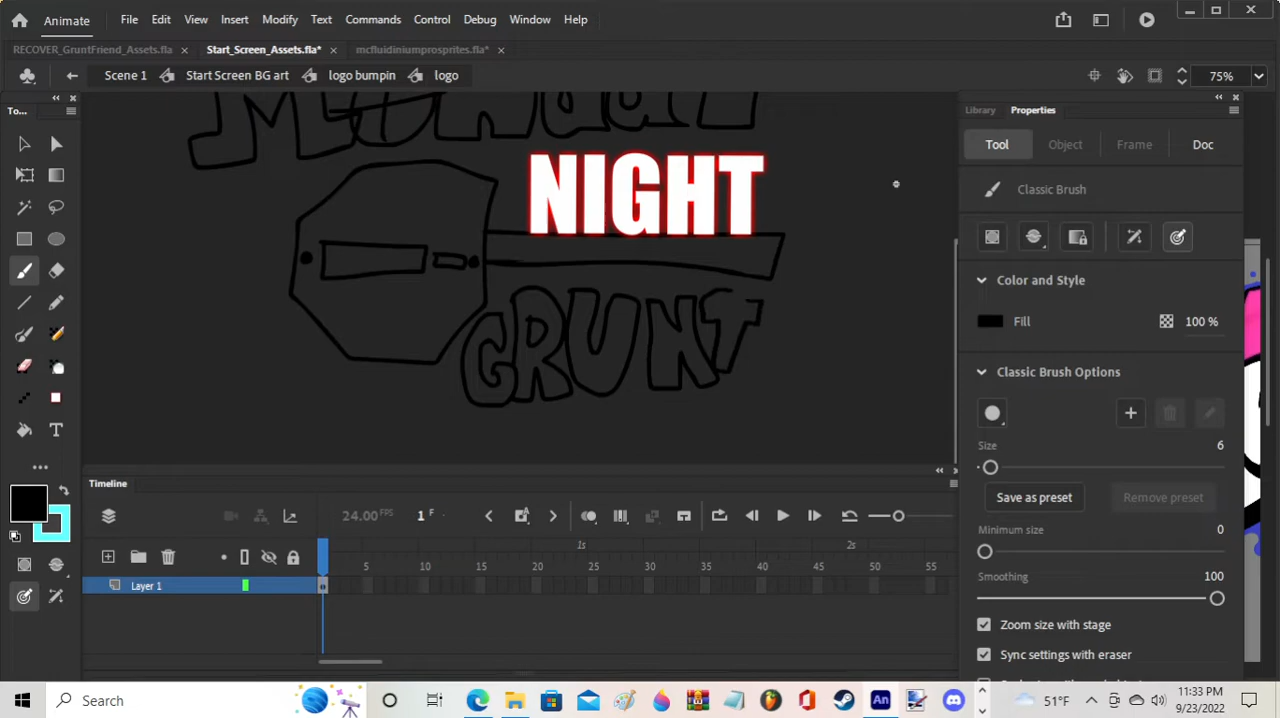 Animate File Edit View Insert Modify Text Commands Control Debug Window Help
RECOVER_GruntFriend_Assets.fla × Start_Screen_Assets.fla* × mcfluidiniumprosprites.fla* ×
Scene 1 Start Screen BG art logo bumpin logo 75%
To...
MONDAY
NIGHT
GRUNT
Library Properties
Tool Object Frame Doc
Classic Brush
Color and Style
Fill 100 %
Classic Brush Options
Size 6
Save as preset Remove preset
Minimum size 0
Smoothing 100
Zoom size with stage
Sync settings with eraser
Timeline
24.00 FPS 1 F
1s 2s
5 10 15 20 25 30 35 40 45 50 55
Layer 1
Search
51°F
11:33 PM
9/23/2022